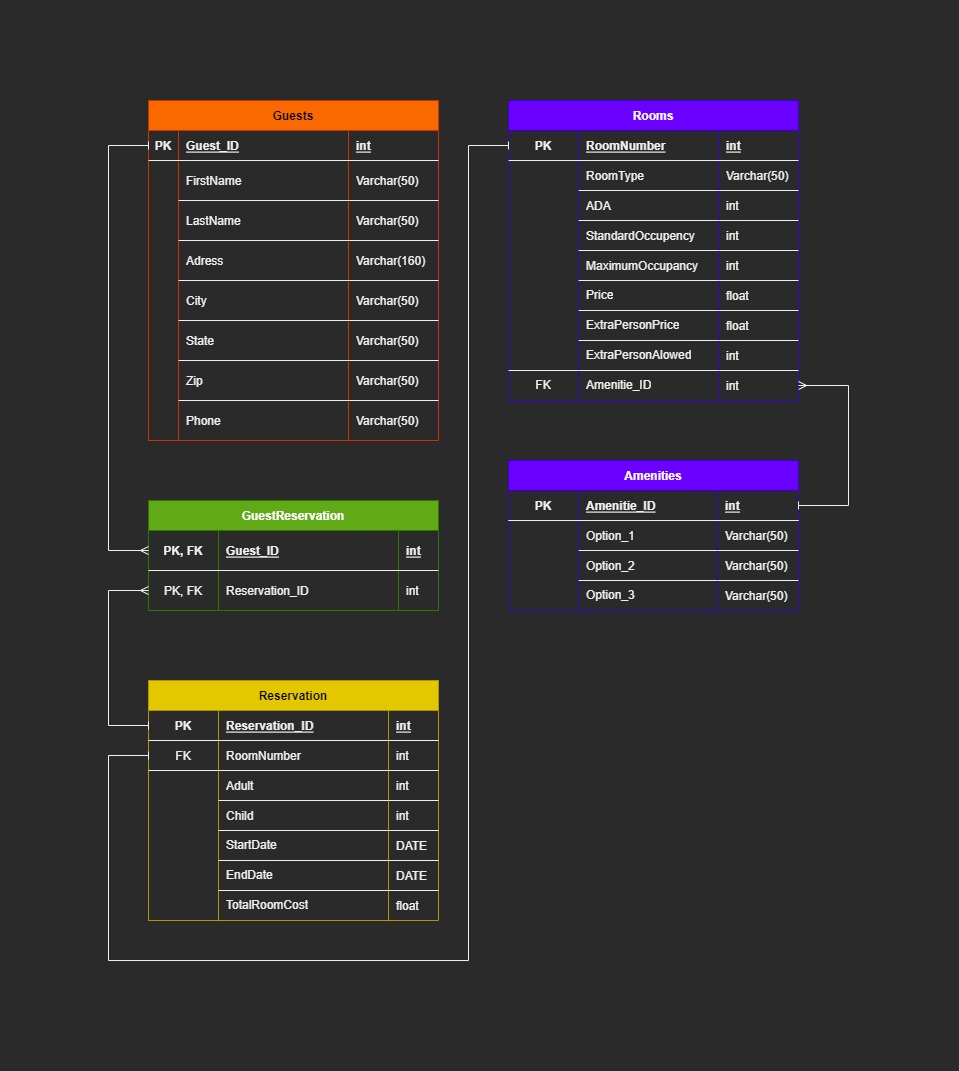 Guests
PK Guest_ID int
FirstName Varchar(50)
LastName Varchar(50)
Adress Varchar(160)
City Varchar(50)
State Varchar(50)
Zip Varchar(50)
Phone Varchar(50)
GuestReservation
PK, FK Guest_ID int
PK, FK Reservation_ID int
Reservation
PK Reservation_ID int
FK RoomNumber int
Adult int
Child int
StartDate DATE
EndDate DATE
TotalRoomCost float
Rooms
PK RoomNumber int
RoomType Varchar(50)
ADA int
StandardOccupency int
MaximumOccupancy int
Price float
ExtraPersonPrice float
ExtraPersonAlowed int
FK Amenitie_ID int
Amenities
PK Amenitie_ID int
Option_1 Varchar(50)
Option_2 Varchar(50)
Option_3 Varchar(50)